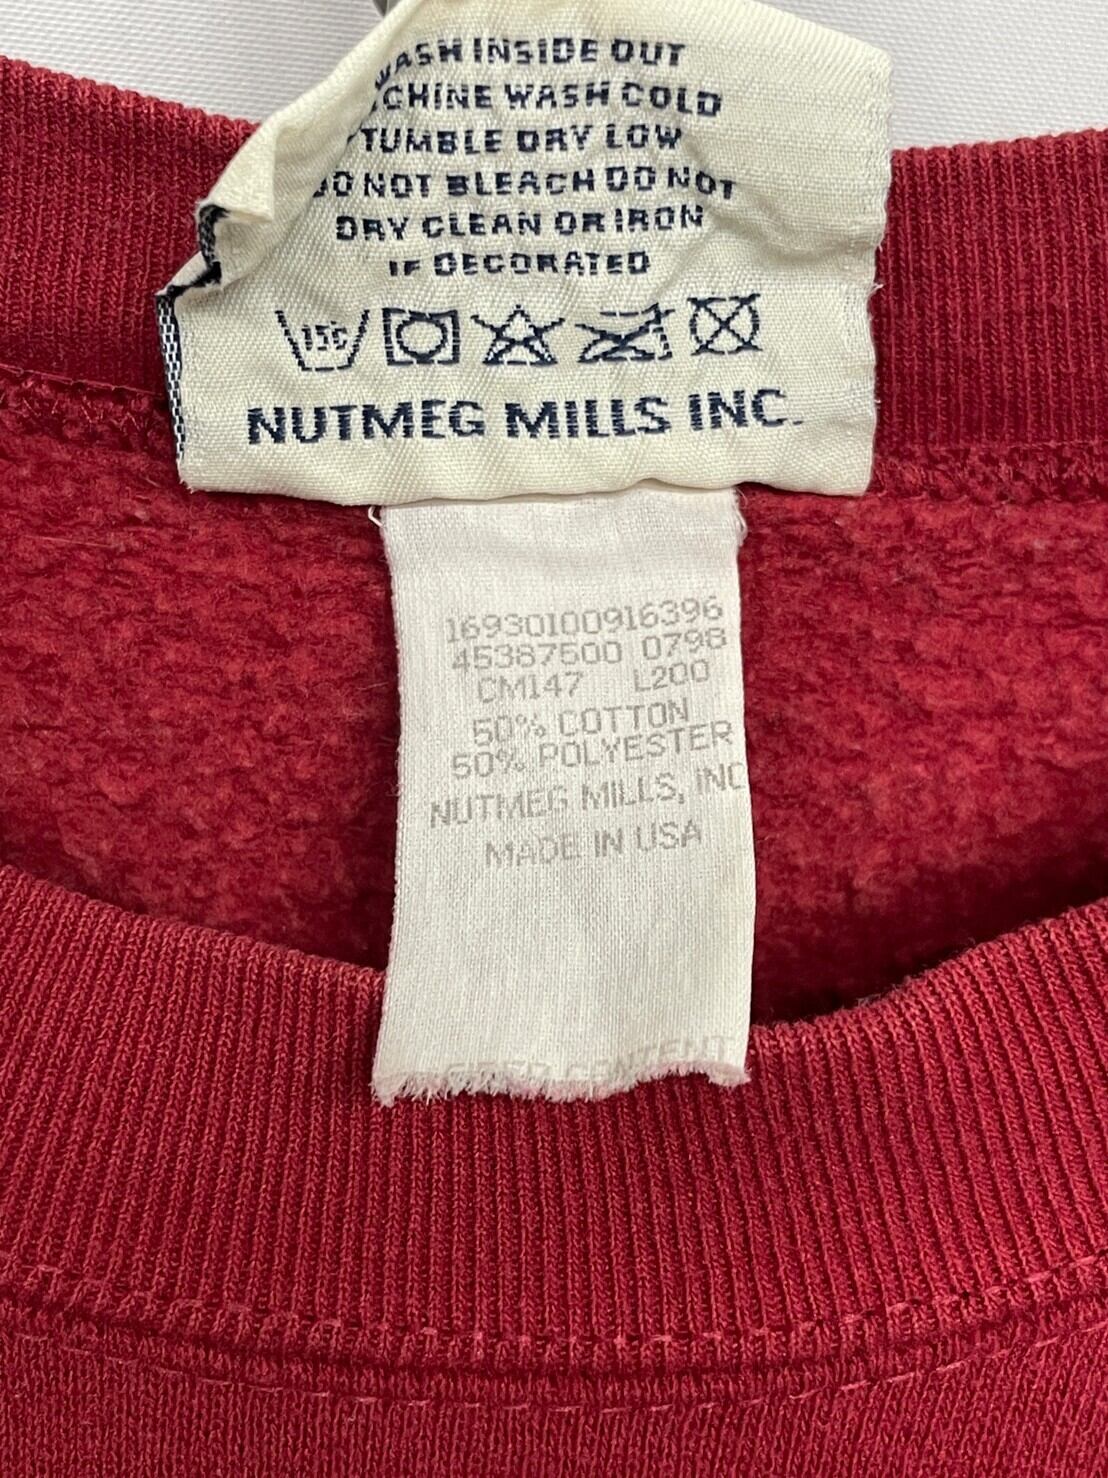 WASH INSIDE OUT
MACHINE WASH COLD
TUMBLE DRY LOW
DO NOT BLEACH DO NOT
DRY CLEAN OR IRON
IF DECORATED
NUTMEG MILLS INC.
16930100916396
45387500 0798
CM147 L200
50% COTTON
50% POLYESTER
NUTMEG MILLS, INC
MADE IN USA
CONTENT